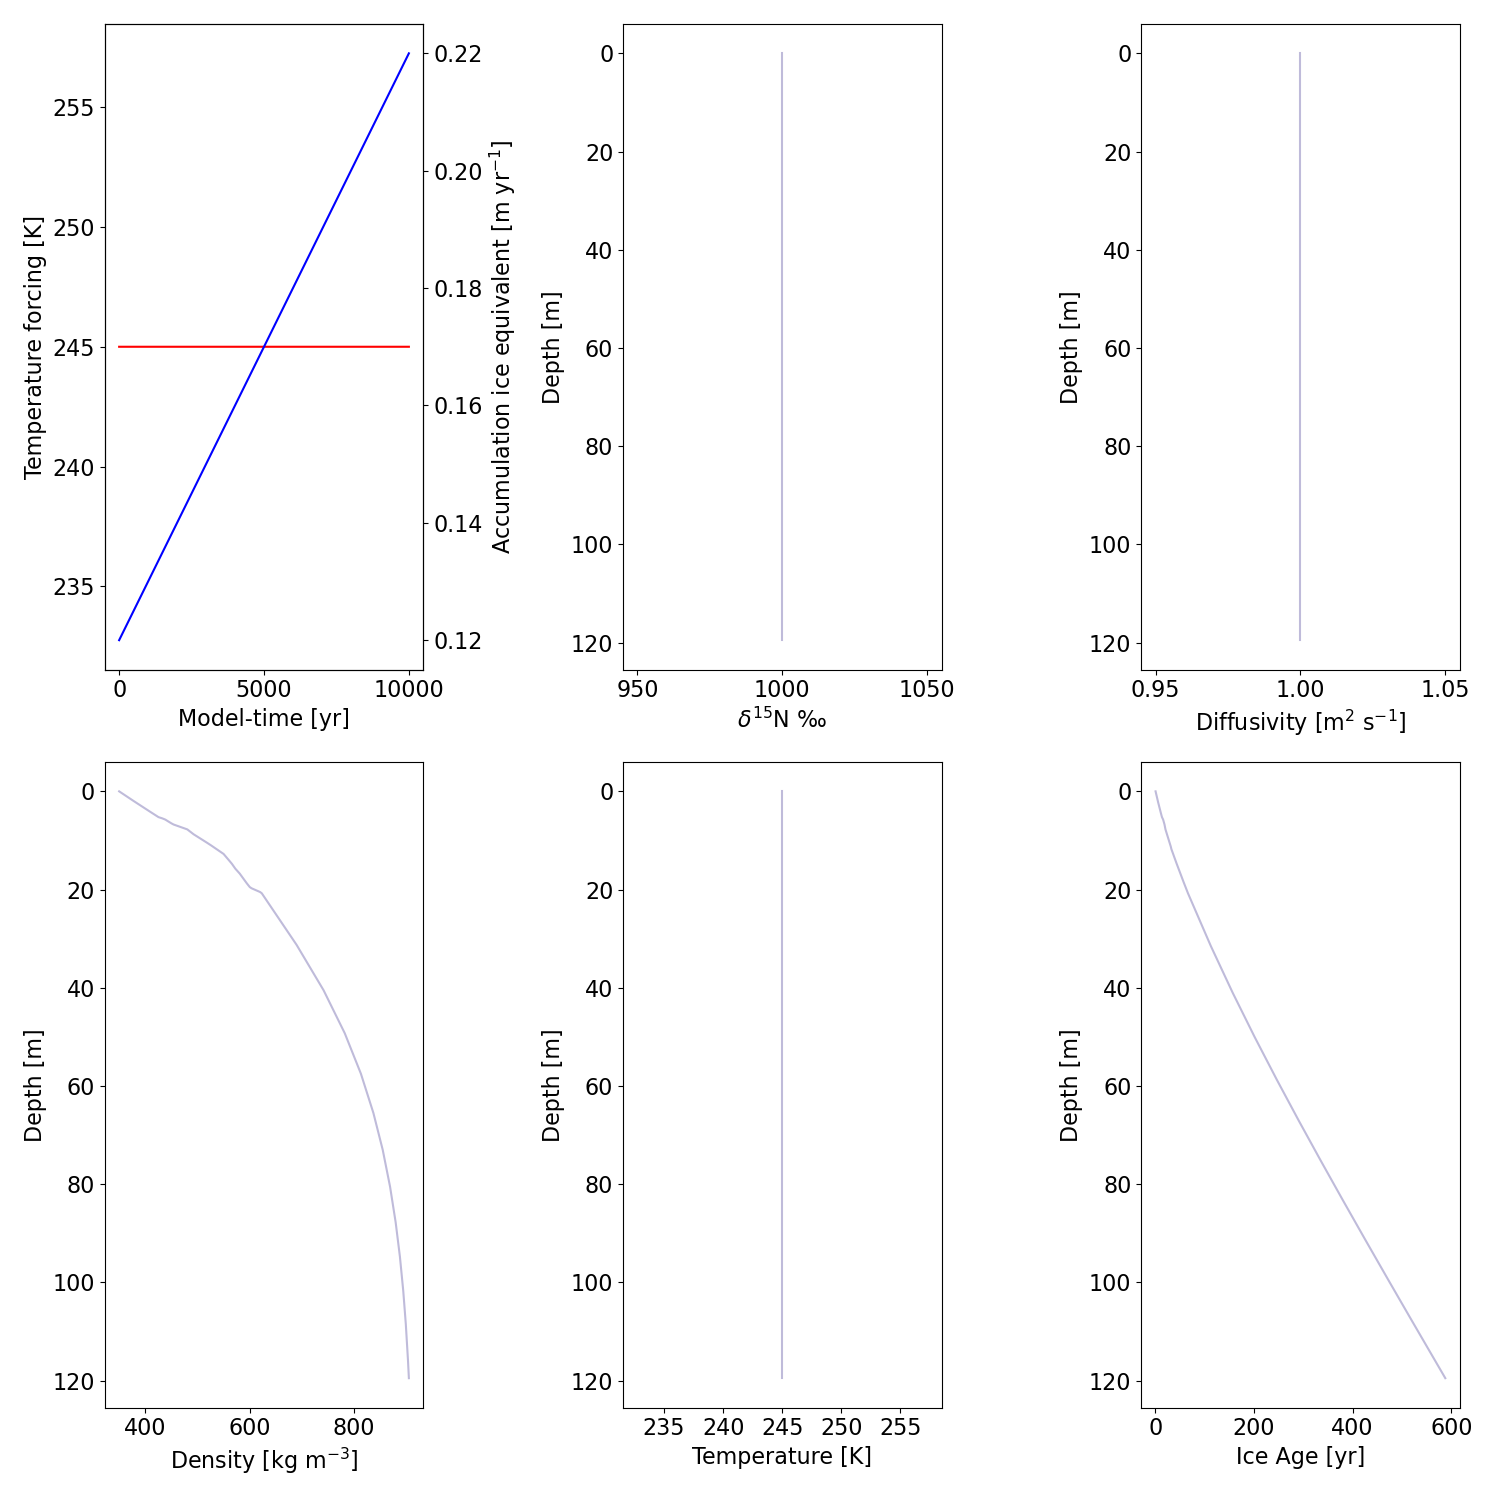 255
250
245
240
235
Temperature forcing [K]
0.22
0.20
0.18
0.16
0.14
0.12
Accumulation ice equivalent [m yr⁻¹]
0 5000 10000
Model-time [yr]
0
20
40
60
80
100
120
Depth [m]
950 1000 1050
δ¹⁵N ‰
0
20
40
60
80
100
120
Depth [m]
0.95 1.00 1.05
Diffusivity [m² s⁻¹]
0
20
40
60
80
100
120
Depth [m]
400 600 800
Density [kg m⁻³]
0
20
40
60
80
100
120
Depth [m]
235 240 245 250 255
Temperature [K]
0
20
40
60
80
100
120
Depth [m]
0 200 400 600
Ice Age [yr]